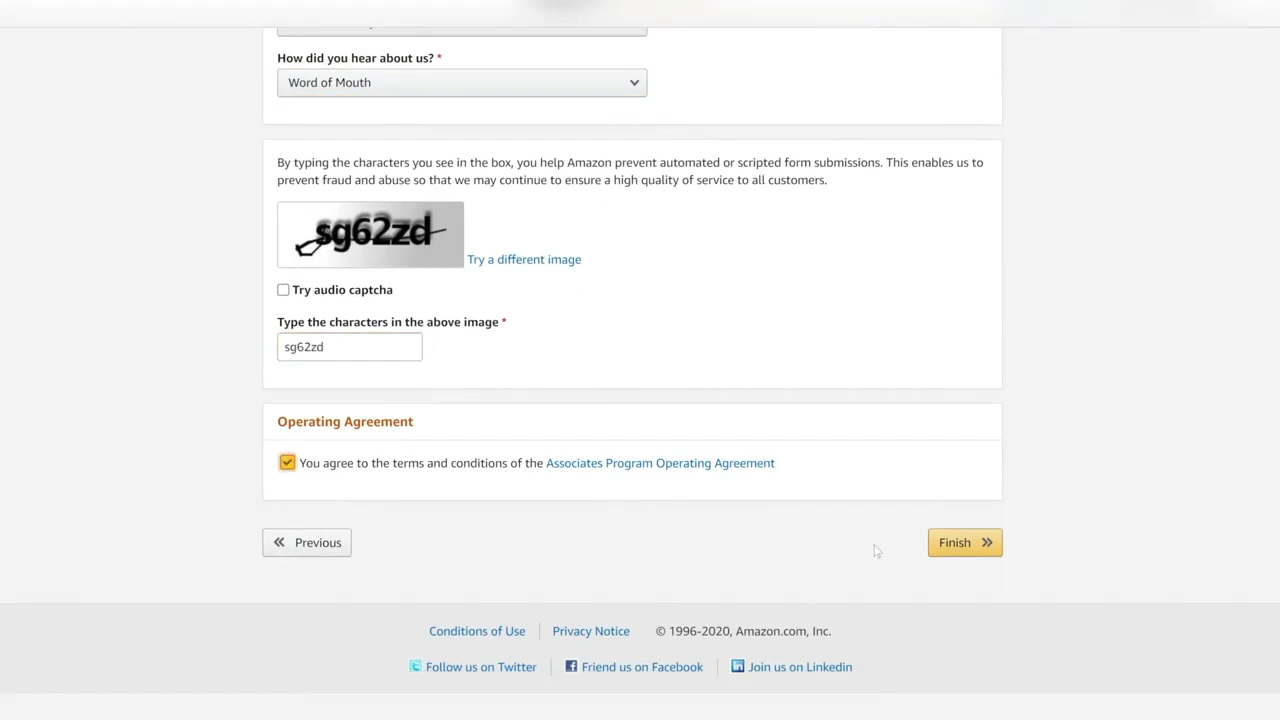 How did you hear about us? *
Word of Mouth
By typing the characters you see in the box, you help Amazon prevent automated or scripted form submissions. This enables us to
prevent fraud and abuse so that we may continue to ensure a high quality of service to all customers.
sg62zd
Try a different image
Try audio captcha
Type the characters in the above image *
sg62zd
Operating Agreement
You agree to the terms and conditions of the Associates Program Operating Agreement
« Previous
Finish »
Conditions of Use
Privacy Notice
© 1996-2020, Amazon.com, Inc.
Follow us on Twitter
Friend us on Facebook
Join us on Linkedin